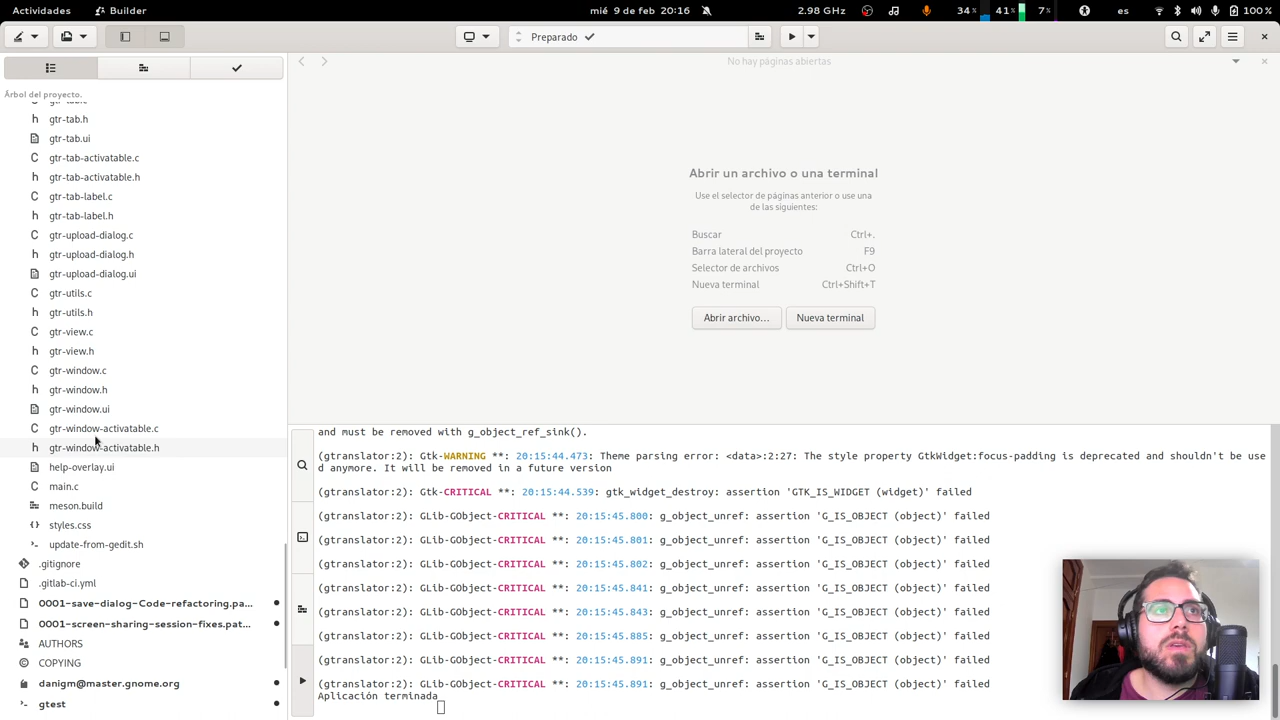 Actividades
Builder
mié 9 de feb 20:16
2.98 GHz
34 %
41 %
7 %
es
100 %
Preparado
Árbol del proyecto.
No hay páginas abiertas
gtr-tab.c
gtr-tab.h
gtr-tab.ui
gtr-tab-activatable.c
gtr-tab-activatable.h
gtr-tab-label.c
gtr-tab-label.h
gtr-upload-dialog.c
gtr-upload-dialog.h
gtr-upload-dialog.ui
gtr-utils.c
gtr-utils.h
gtr-view.c
gtr-view.h
gtr-window.c
gtr-window.h
gtr-window.ui
gtr-window-activatable.c
gtr-window-activatable.h
help-overlay.ui
main.c
meson.build
styles.css
update-from-gedit.sh
.gitignore
.gitlab-ci.yml
0001-save-dialog-Code-refactoring.pa...
0001-screen-sharing-session-fixes.pat...
AUTHORS
COPYING
danigm@master.gnome.org
gtest
Abrir un archivo o una terminal
Use el selector de páginas anterior o use una
de las siguientes:
Buscar Ctrl+.
Barra lateral del proyecto F9
Selector de archivos Ctrl+O
Nueva terminal Ctrl+Shift+T
Abrir archivo...
Nueva terminal
and must be removed with g_object_ref_sink().
(gtranslator:2): Gtk-WARNING **: 20:15:44.473: Theme parsing error: <data>:2:27: The style property GtkWidget:focus-padding is deprecated and shouldn't be use
d anymore. It will be removed in a future version
(gtranslator:2): Gtk-CRITICAL **: 20:15:44.539: gtk_widget_destroy: assertion 'GTK_IS_WIDGET (widget)' failed
(gtranslator:2): GLib-GObject-CRITICAL **: 20:15:45.800: g_object_unref: assertion 'G_IS_OBJECT (object)' failed
(gtranslator:2): GLib-GObject-CRITICAL **: 20:15:45.801: g_object_unref: assertion 'G_IS_OBJECT (object)' failed
(gtranslator:2): GLib-GObject-CRITICAL **: 20:15:45.802: g_object_unref: assertion 'G_IS_OBJECT (object)' failed
(gtranslator:2): GLib-GObject-CRITICAL **: 20:15:45.841: g_object_unref: assertion 'G_IS_OBJECT (object)' failed
(gtranslator:2): GLib-GObject-CRITICAL **: 20:15:45.843: g_object_unref: assertion 'G_IS_OBJECT (object)' failed
(gtranslator:2): GLib-GObject-CRITICAL **: 20:15:45.885: g_object_unref: assertion 'G_IS_OBJECT (object)' failed
(gtranslator:2): GLib-GObject-CRITICAL **: 20:15:45.891: g_object_unref: assertion 'G_IS_OBJECT (object)' failed
(gtranslator:2): GLib-GObject-CRITICAL **: 20:15:45.891: g_object_unref: assertion 'G_IS_OBJECT (object)' failed
Aplicación terminada